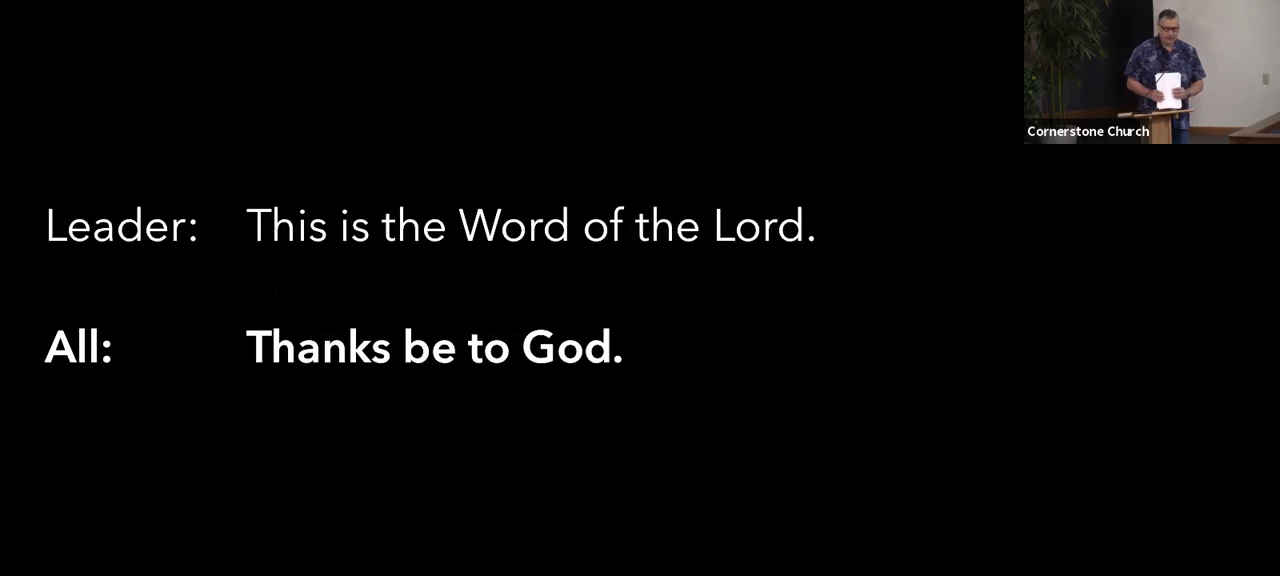 Cornerstone Church
Leader: This is the Word of the Lord.
All: Thanks be to God.